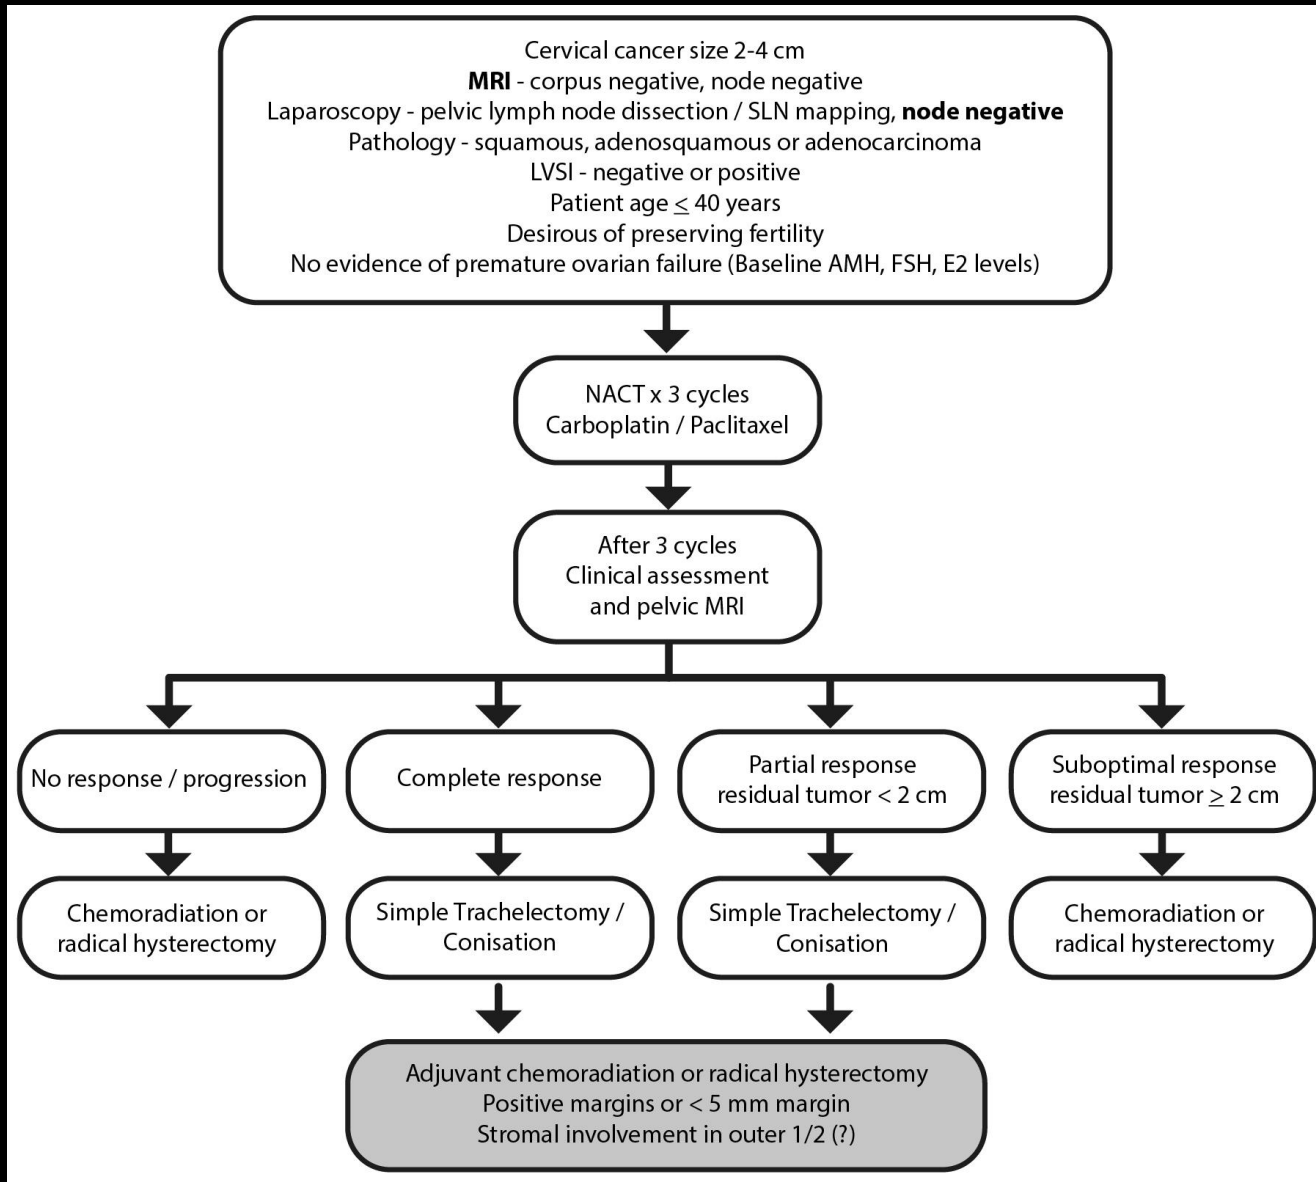 Cervical cancer size 2-4 cm
MRI - corpus negative, node negative
Laparoscopy - pelvic lymph node dissection / SLN mapping, node negative
Pathology - squamous, adenosquamous or adenocarcinoma
LVSI - negative or positive
Patient age ≤ 40 years
Desirous of preserving fertility
No evidence of premature ovarian failure (Baseline AMH, FSH, E2 levels)
NACT x 3 cycles
Carboplatin / Paclitaxel
After 3 cycles
Clinical assessment
and pelvic MRI
No response / progression
Complete response
Partial response
residual tumor < 2 cm
Suboptimal response
residual tumor ≥ 2 cm
Chemoradiation or
radical hysterectomy
Simple Trachelectomy /
Conisation
Simple Trachelectomy /
Conisation
Chemoradiation or
radical hysterectomy
Adjuvant chemoradiation or radical hysterectomy
Positive margins or < 5 mm margin
Stromal involvement in outer 1/2 (?)